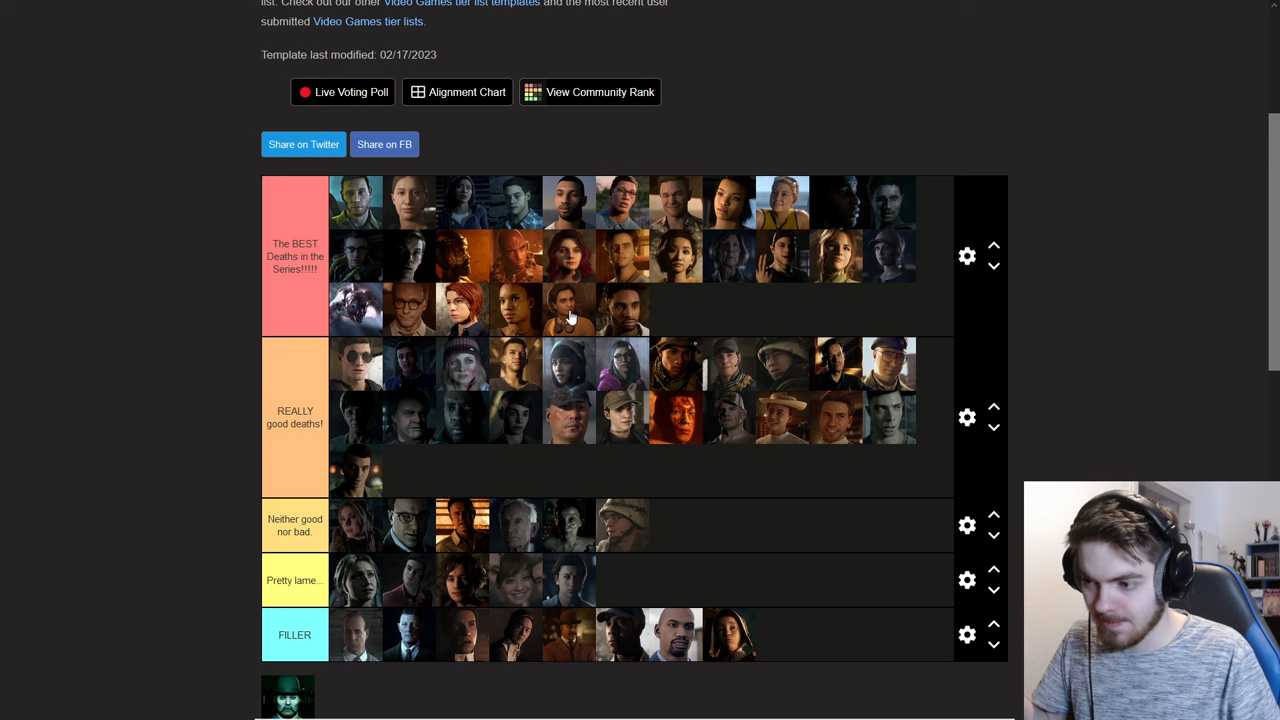 list. Check out our other Video Games tier list templates and the most recent user
submitted Video Games tier lists.
Template last modified: 02/17/2023
Live Voting Poll
Alignment Chart
View Community Rank
Share on Twitter
Share on FB
The BEST
Deaths in the
Series!!!!!
REALLY
good deaths!
Neither good
nor bad.
Pretty lame...
FILLER